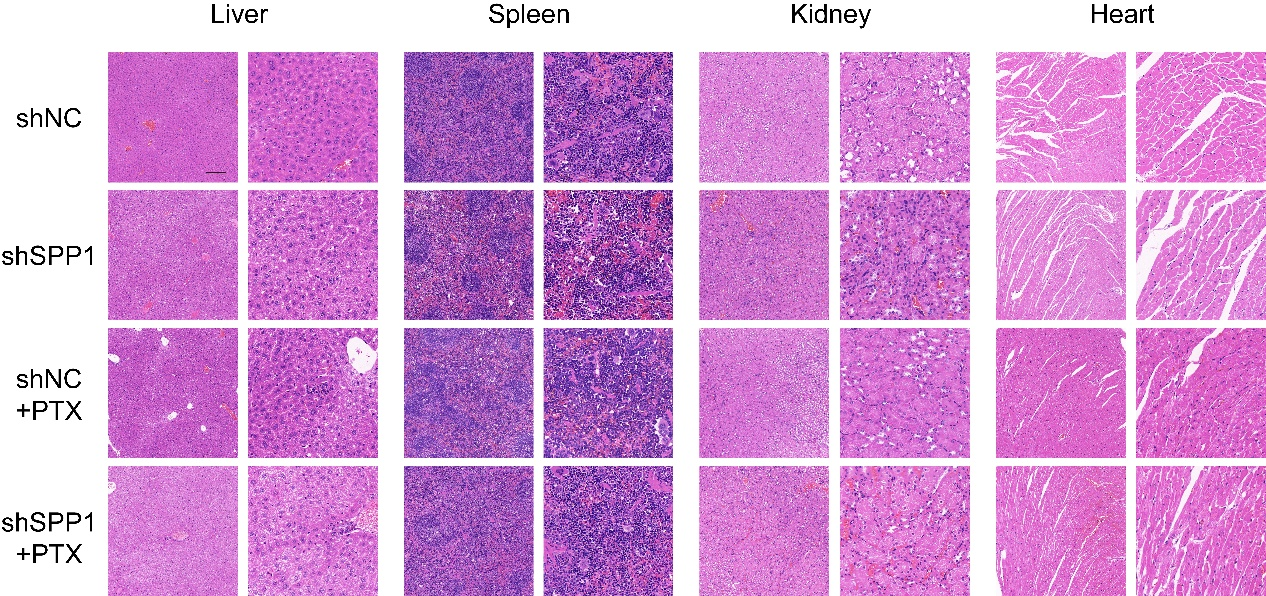 Liver Spleen Kidney Heart
shNC
shSPP1
shNC
+PTX
shSPP1
+PTX